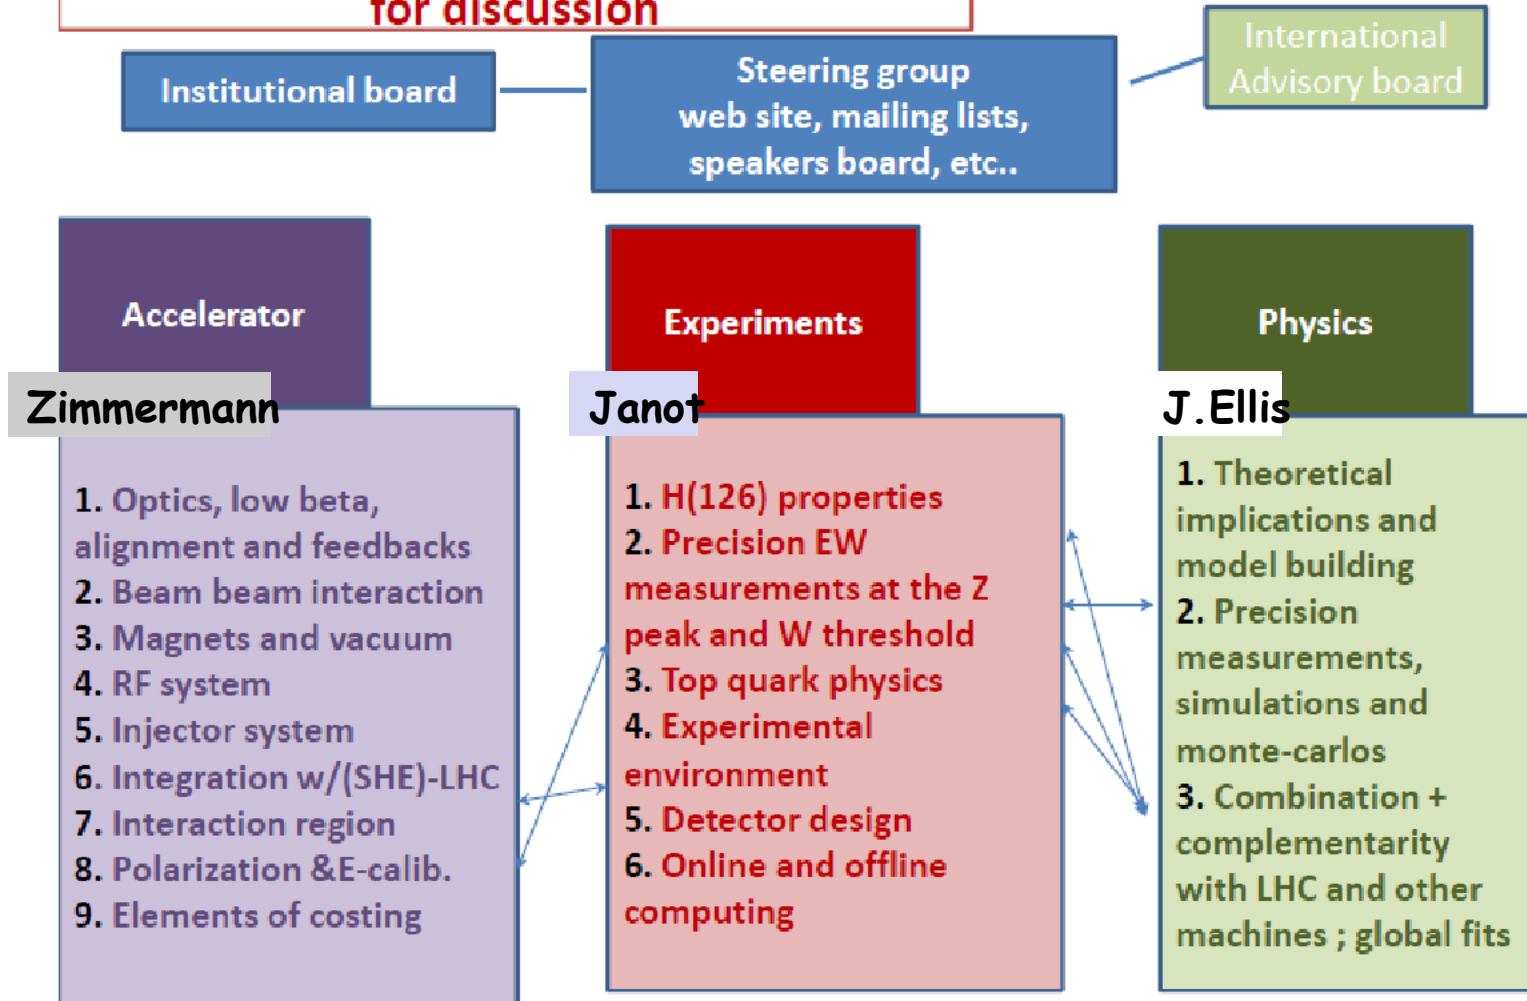 for discussion
Institutional board
Steering group
web site, mailing lists,
speakers board, etc..
International
Advisory board
Accelerator
Zimmermann
1. Optics, low beta,
alignment and feedbacks
2. Beam beam interaction
3. Magnets and vacuum
4. RF system
5. Injector system
6. Integration w/(SHE)-LHC
7. Interaction region
8. Polarization &E-calib.
9. Elements of costing
Experiments
Janot
1. H(126) properties
2. Precision EW
measurements at the Z
peak and W threshold
3. Top quark physics
4. Experimental
environment
5. Detector design
6. Online and offline
computing
Physics
J.Ellis
1. Theoretical
implications and
model building
2. Precision
measurements,
simulations and
monte-carlos
3. Combination +
complementarity
with LHC and other
machines ; global fits